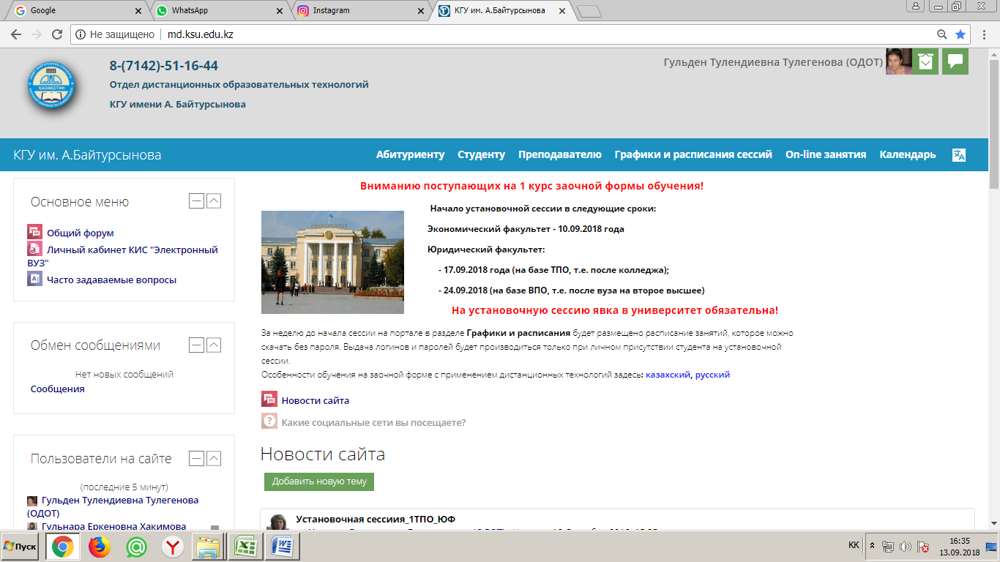 Google
WhatsApp
Instagram
КГУ им. А.Байтурсынова
Не защищено
md.ksu.edu.kz
ҚАЗАҚСТАН
8-(7142)-51-16-44
Отдел дистанционных образовательных технологий
КГУ имени А. Байтурсынова
Гульден Тулендиевна Тулегенова (ОДОТ)
КГУ им. А.Байтурсынова
Абитуриенту Студенту Преподавателю Графики и расписания сессий On-line занятия Календарь
Основное меню
Общий форум
Личный кабинет КИС "Электронный
ВУЗ"
Часто задаваемые вопросы
Обмен сообщениями
Нет новых сообщений
Сообщения
Пользователи на сайте
(последние 5 минут)
Гульден Тулендиевна Тулегенова
(ОДОТ)
Гульнара Еркеновна Хакимова
Вниманию поступающих на 1 курс заочной формы обучения!
Начало установочной сессии в следующие сроки:
Экономический факультет - 10.09.2018 года
Юридический факультет:
- 17.09.2018 года (на базе ТПО, т.е. после колледжа);
- 24.09.2018 (на базе ВПО, т.е. после вуза на второе высшее)
На установочную сессию явка в университет обязательна!
За неделю до начала сессии на портале в разделе Графики и расписания будет размещено расписание занятий, которое можно
скачать без пароля. Выдача логинов и паролей будет производиться только при личном присутствии студента на установочной
сессии.
Особенности обучения на заочной форме с применением дистанционных технологий задесь: казахский, русский
Новости сайта
Какие социальные сети вы посещаете?
Новости сайта
Добавить новую тему
Установочная сессиия_1ТПО_ЮФ
Пуск
KK
16:35
13.09.2018